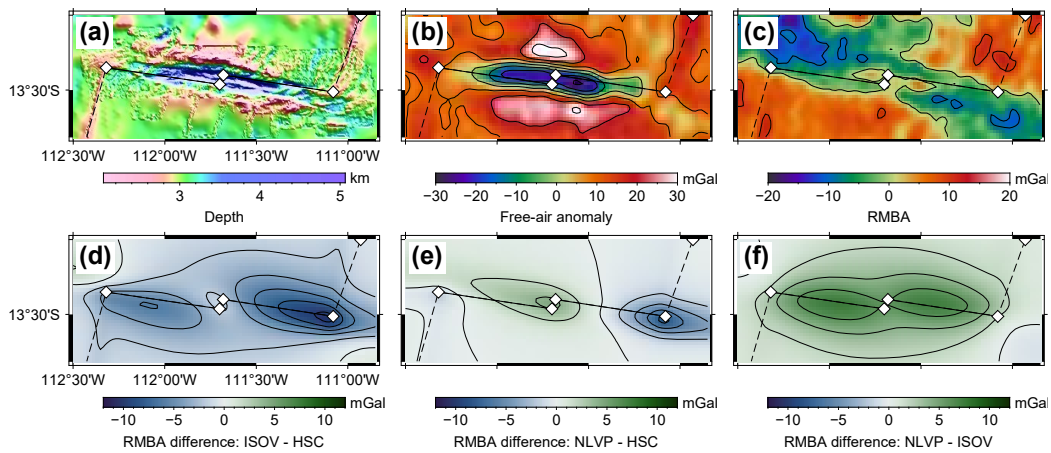 (a) (b) (c)
13°30'S
112°30'W 112°00'W 111°30'W 111°00'W
km mGal mGal
3 4 5 −30 −20 −10 0 10 20 30 −20 −10 0 10 20
Depth Free-air anomaly RMBA
(d) (e) (f)
13°30'S
112°30'W 112°00'W 111°30'W 111°00'W
mGal mGal mGal
−10 −5 0 5 10 −10 −5 0 5 10 −10 −5 0 5 10
RMBA difference: ISOV - HSC RMBA difference: NLVP - HSC RMBA difference: NLVP - ISOV